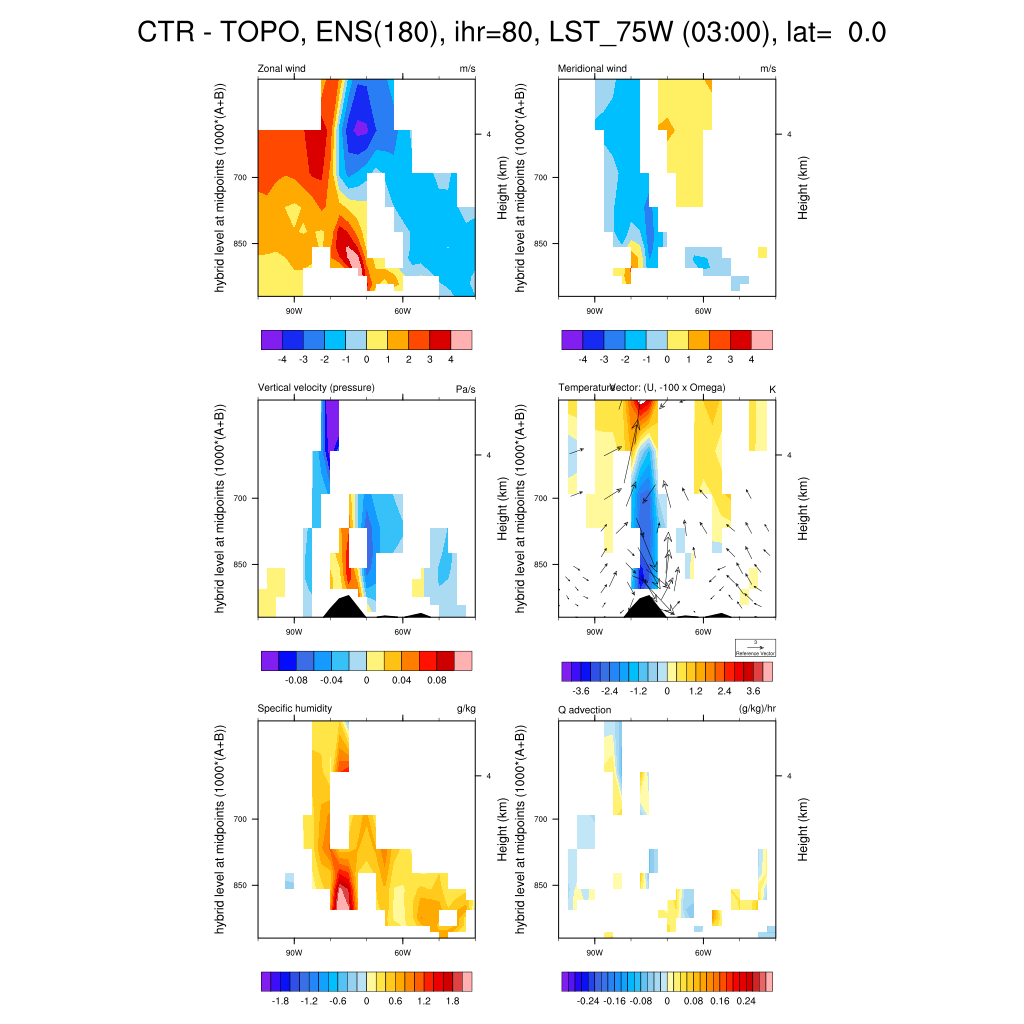 CTR - TOPO, ENS(180), ihr=80, LST_75W (03:00), lat= 0.0
Zonal wind m/s
hybrid level at midpoints (1000*(A+B))
700
850
4
Height (km)
90W 60W
-4 -3 -2 -1 0 1 2 3 4
Meridional wind m/s
hybrid level at midpoints (1000*(A+B))
700
850
4
Height (km)
90W 60W
-4 -3 -2 -1 0 1 2 3 4
Vertical velocity (pressure) Pa/s
hybrid level at midpoints (1000*(A+B))
700
850
4
Height (km)
90W 60W
-0.08 -0.04 0 0.04 0.08
Temperature Vector: (U, -100 x Omega) K
hybrid level at midpoints (1000*(A+B))
700
850
4
Height (km)
90W 60W
3
Reference Vector
-3.6 -2.4 -1.2 0 1.2 2.4 3.6
Specific humidity g/kg
hybrid level at midpoints (1000*(A+B))
700
850
4
Height (km)
90W 60W
-1.8 -1.2 -0.6 0 0.6 1.2 1.8
Q advection (g/kg)/hr
hybrid level at midpoints (1000*(A+B))
700
850
4
Height (km)
90W 60W
-0.24 -0.16 -0.08 0 0.08 0.16 0.24